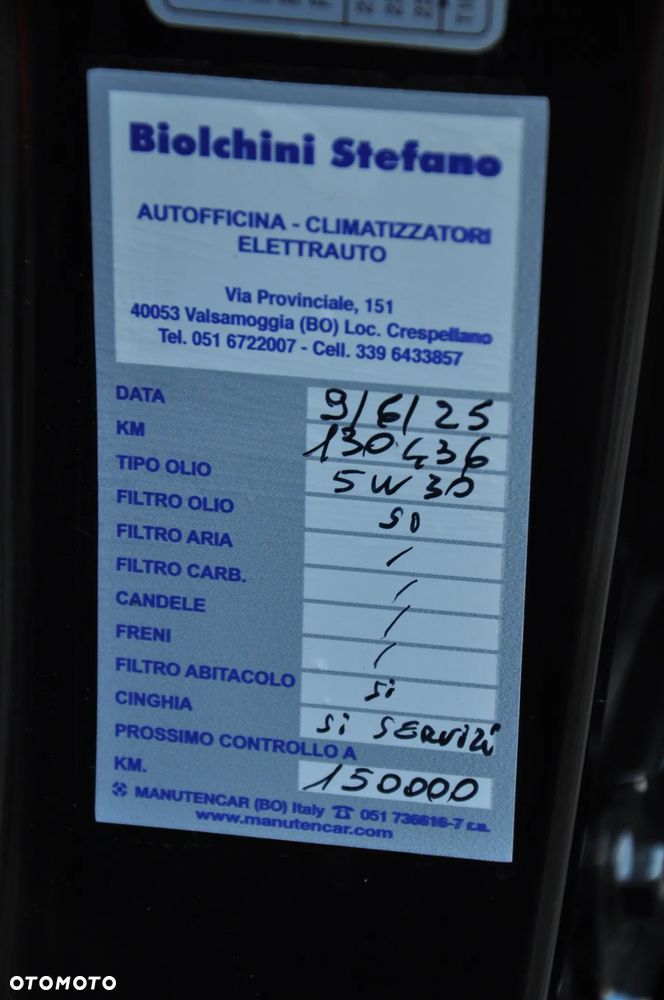 Biolchini Stefano
AUTOFFICINA - CLIMATIZZATORI
ELETTRAUTO
Via Provinciale, 151
40053 Valsamoggia (BO) Loc. Crespellano
Tel. 051 6722007 - Cell. 339 6433857
DATA 9/6/25
KM 130436
TIPO OLIO 5W30
FILTRO OLIO SI
FILTRO ARIA /
FILTRO CARB. /
CANDELE /
FRENI /
FILTRO ABITACOLO Si
CINGHIA Si SERVIZI
PROSSIMO CONTROLLO A
KM. 150000
MANUTENCAR (BO) Italy ☎ 051 736616-7 r.a.
www.manutencar.com
OTOMOTO